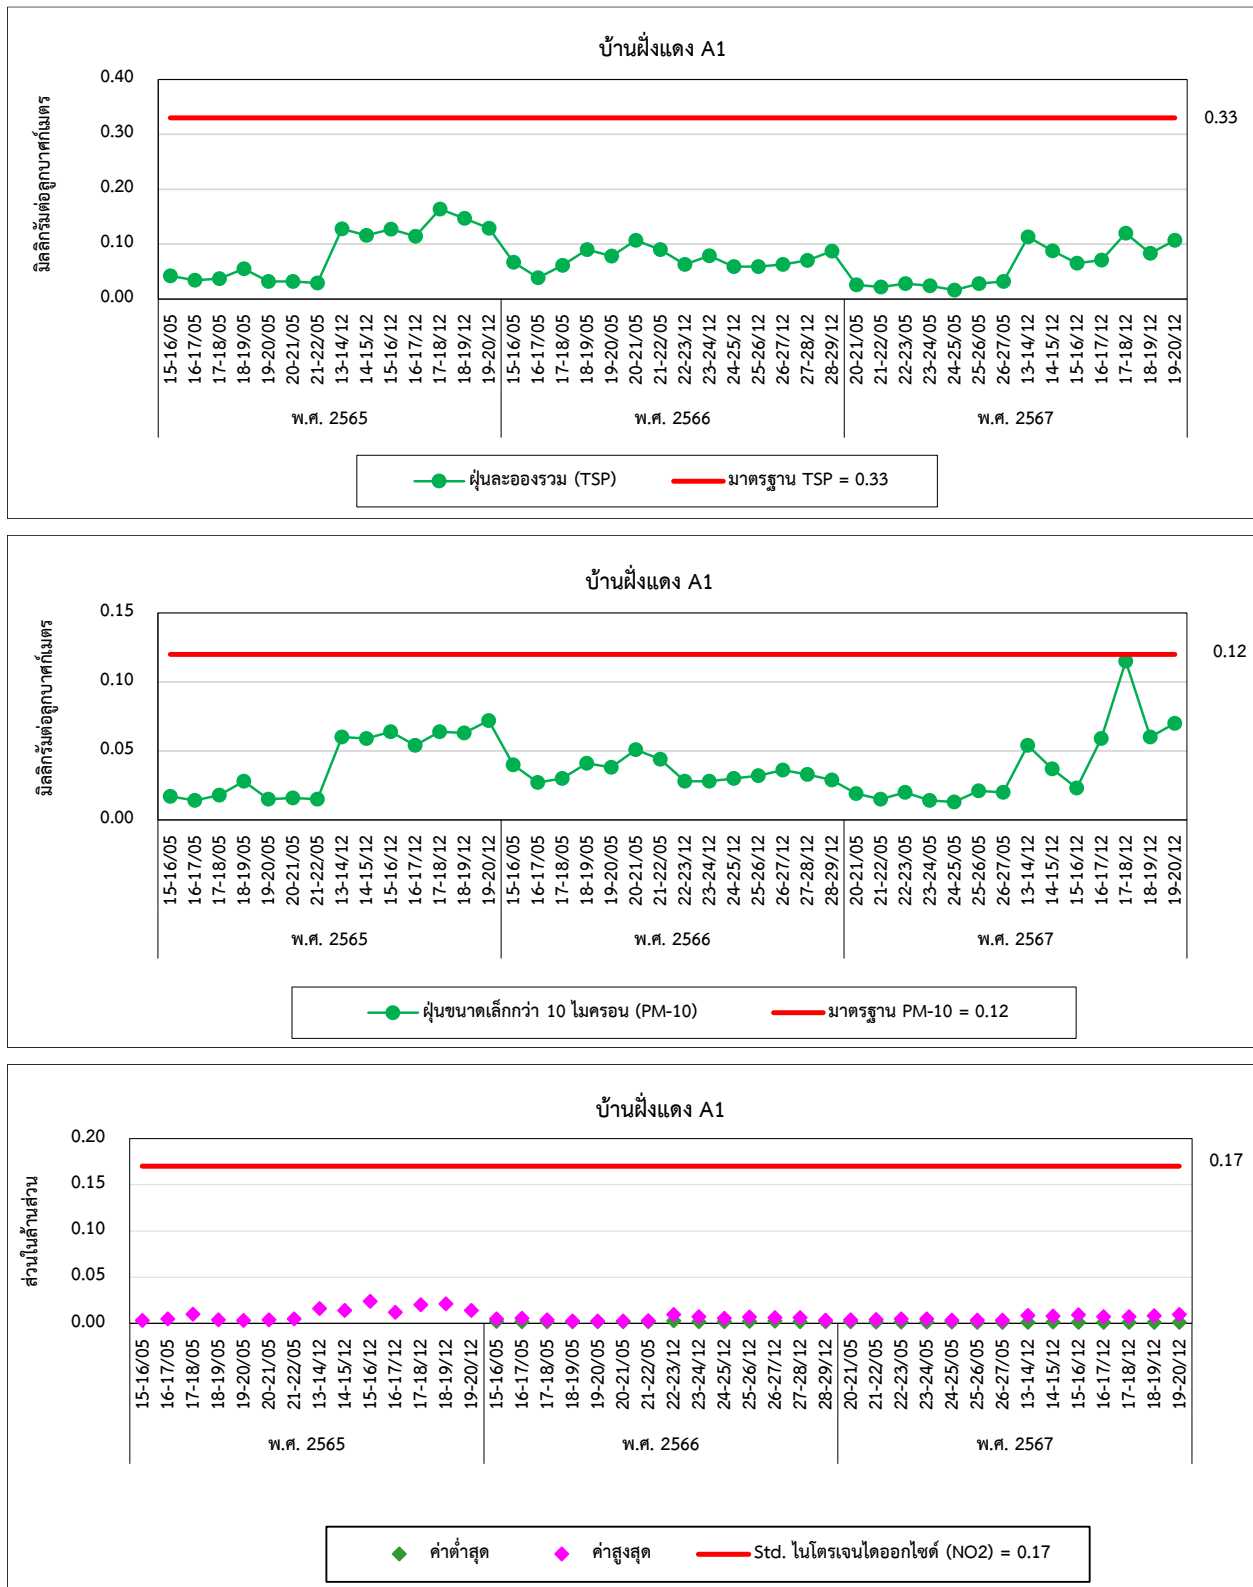 บ้านฝั่งแดง A1
มิลลิกรัมต่อลูกบาศก์เมตร
0.40
0.30
0.20
0.10
0.00
0.33
15-16/05 16-17/05 17-18/05 18-19/05 19-20/05 20-21/05 21-22/05 13-14/12 14-15/12 15-16/12 16-17/12 17-18/12 18-19/12 19-20/12 15-16/05 16-17/05 17-18/05 18-19/05 19-20/05 20-21/05 21-22/05 22-23/12 23-24/12 24-25/12 25-26/12 26-27/12 27-28/12 28-29/12 20-21/05 21-22/05 22-23/05 23-24/05 24-25/05 25-26/05 26-27/05 13-14/12 14-15/12 15-16/12 16-17/12 17-18/12 18-19/12 19-20/12
พ.ศ. 2565 พ.ศ. 2566 พ.ศ. 2567
ฝุ่นละอองรวม (TSP) มาตรฐาน TSP = 0.33
บ้านฝั่งแดง A1
มิลลิกรัมต่อลูกบาศก์เมตร
0.15
0.10
0.05
0.00
0.12
15-16/05 16-17/05 17-18/05 18-19/05 19-20/05 20-21/05 21-22/05 13-14/12 14-15/12 15-16/12 16-17/12 17-18/12 18-19/12 19-20/12 15-16/05 16-17/05 17-18/05 18-19/05 19-20/05 20-21/05 21-22/05 22-23/12 23-24/12 24-25/12 25-26/12 26-27/12 27-28/12 28-29/12 20-21/05 21-22/05 22-23/05 23-24/05 24-25/05 25-26/05 26-27/05 13-14/12 14-15/12 15-16/12 16-17/12 17-18/12 18-19/12 19-20/12
พ.ศ. 2565 พ.ศ. 2566 พ.ศ. 2567
ฝุ่นขนาดเล็กกว่า 10 ไมครอน (PM-10) มาตรฐาน PM-10 = 0.12
บ้านฝั่งแดง A1
ส่วนในล้านส่วน
0.20
0.15
0.10
0.05
0.00
0.17
15-16/05 16-17/05 17-18/05 18-19/05 19-20/05 20-21/05 21-22/05 13-14/12 14-15/12 15-16/12 16-17/12 17-18/12 18-19/12 19-20/12 15-16/05 16-17/05 17-18/05 18-19/05 19-20/05 20-21/05 21-22/05 22-23/12 23-24/12 24-25/12 25-26/12 26-27/12 27-28/12 28-29/12 20-21/05 21-22/05 22-23/05 23-24/05 24-25/05 25-26/05 26-27/05 13-14/12 14-15/12 15-16/12 16-17/12 17-18/12 18-19/12 19-20/12
พ.ศ. 2565 พ.ศ. 2566 พ.ศ. 2567
ค่าต่ำสุด ค่าสูงสุด Std. ไนโตรเจนไดออกไซด์ (NO2) = 0.17